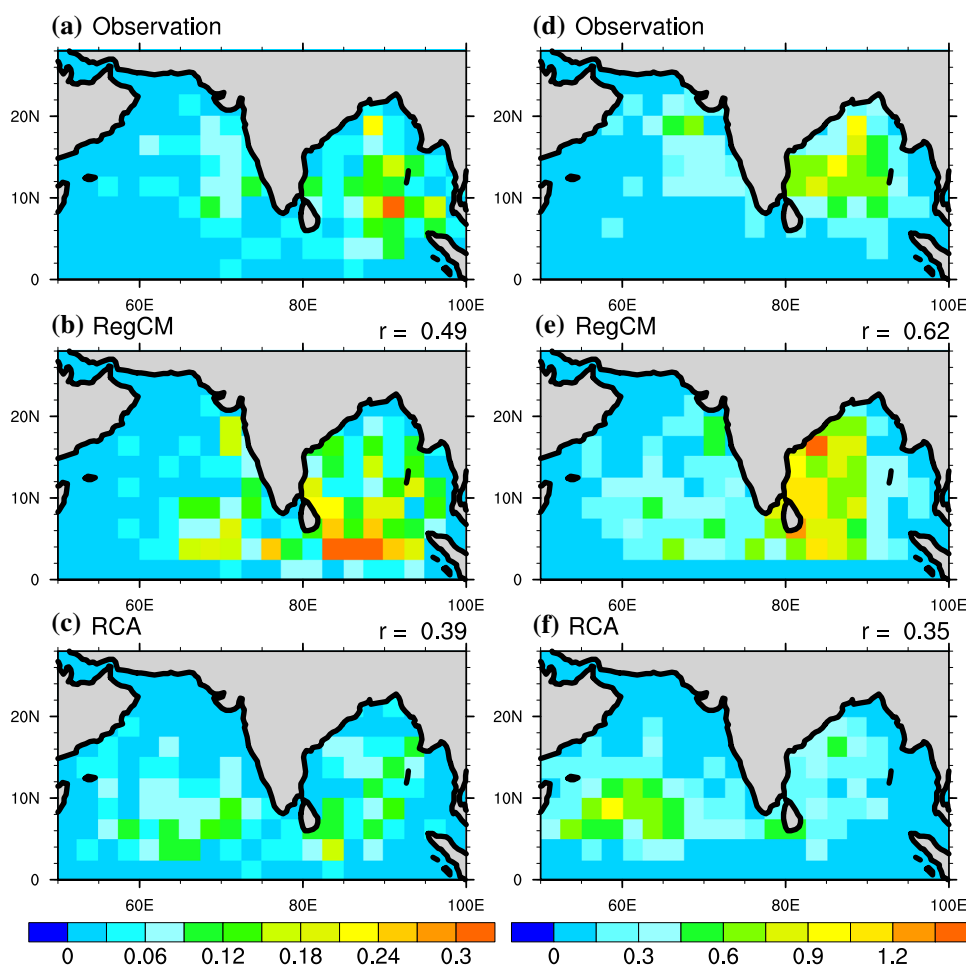 (a) Observation
(d) Observation
20N
10N
0
60E 80E 100E
20N
10N
0
60E 80E 100E
(b) RegCM r = 0.49
(e) RegCM r = 0.62
20N
10N
0
60E 80E 100E
20N
10N
0
60E 80E 100E
(c) RCA r = 0.39
(f) RCA r = 0.35
20N
10N
0
60E 80E 100E
20N
10N
0
60E 80E 100E
0 0.06 0.12 0.18 0.24 0.3
0 0.3 0.6 0.9 1.2